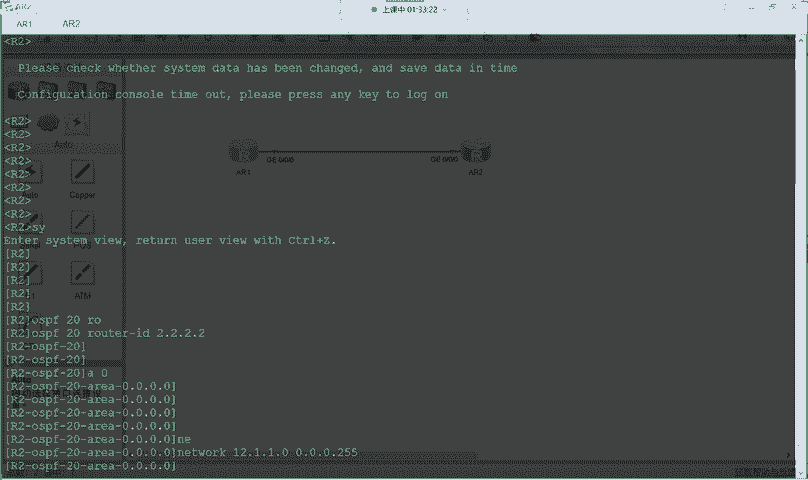 AR2
上课中 01:33:22
AR1 AR2
<R2>
Please check whether system data has been changed, and save data in time
Configuration console time out, please press any key to log on
<R2>
<R2>
<R2>
<R2>
<R2>
<R2>
<R2>
<R2>
<R2>sy
Enter system view, return user view with Ctrl+Z.
[R2]
[R2]
[R2]
[R2]
[R2]
[R2]ospf 20 ro
[R2]ospf 20 router-id 2.2.2.2
[R2-ospf-20]
[R2-ospf-20]
[R2-ospf-20]a 0
[R2-ospf-20-area-0.0.0.0]
[R2-ospf-20-area-0.0.0.0]
[R2-ospf-20-area-0.0.0.0]
[R2-ospf-20-area-0.0.0.0]
[R2-ospf-20-area-0.0.0.0]ne
[R2-ospf-20-area-0.0.0.0]network 12.1.1.0 0.0.0.255
[R2-ospf-20-area-0.0.0.0]
Auto
Auto
Copper
ATM
GE 0/0/0
GE 0/0/0
AR1
AR2